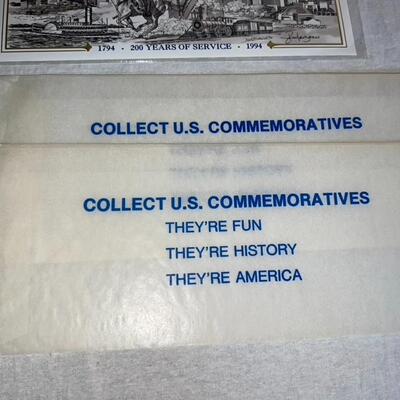 1794 • 200 YEARS OF SERVICE • 1994
COLLECT U.S. COMMEMORATIVES
COLLECT U.S. COMMEMORATIVES
THEY'RE FUN
THEY'RE HISTORY
THEY'RE AMERICA